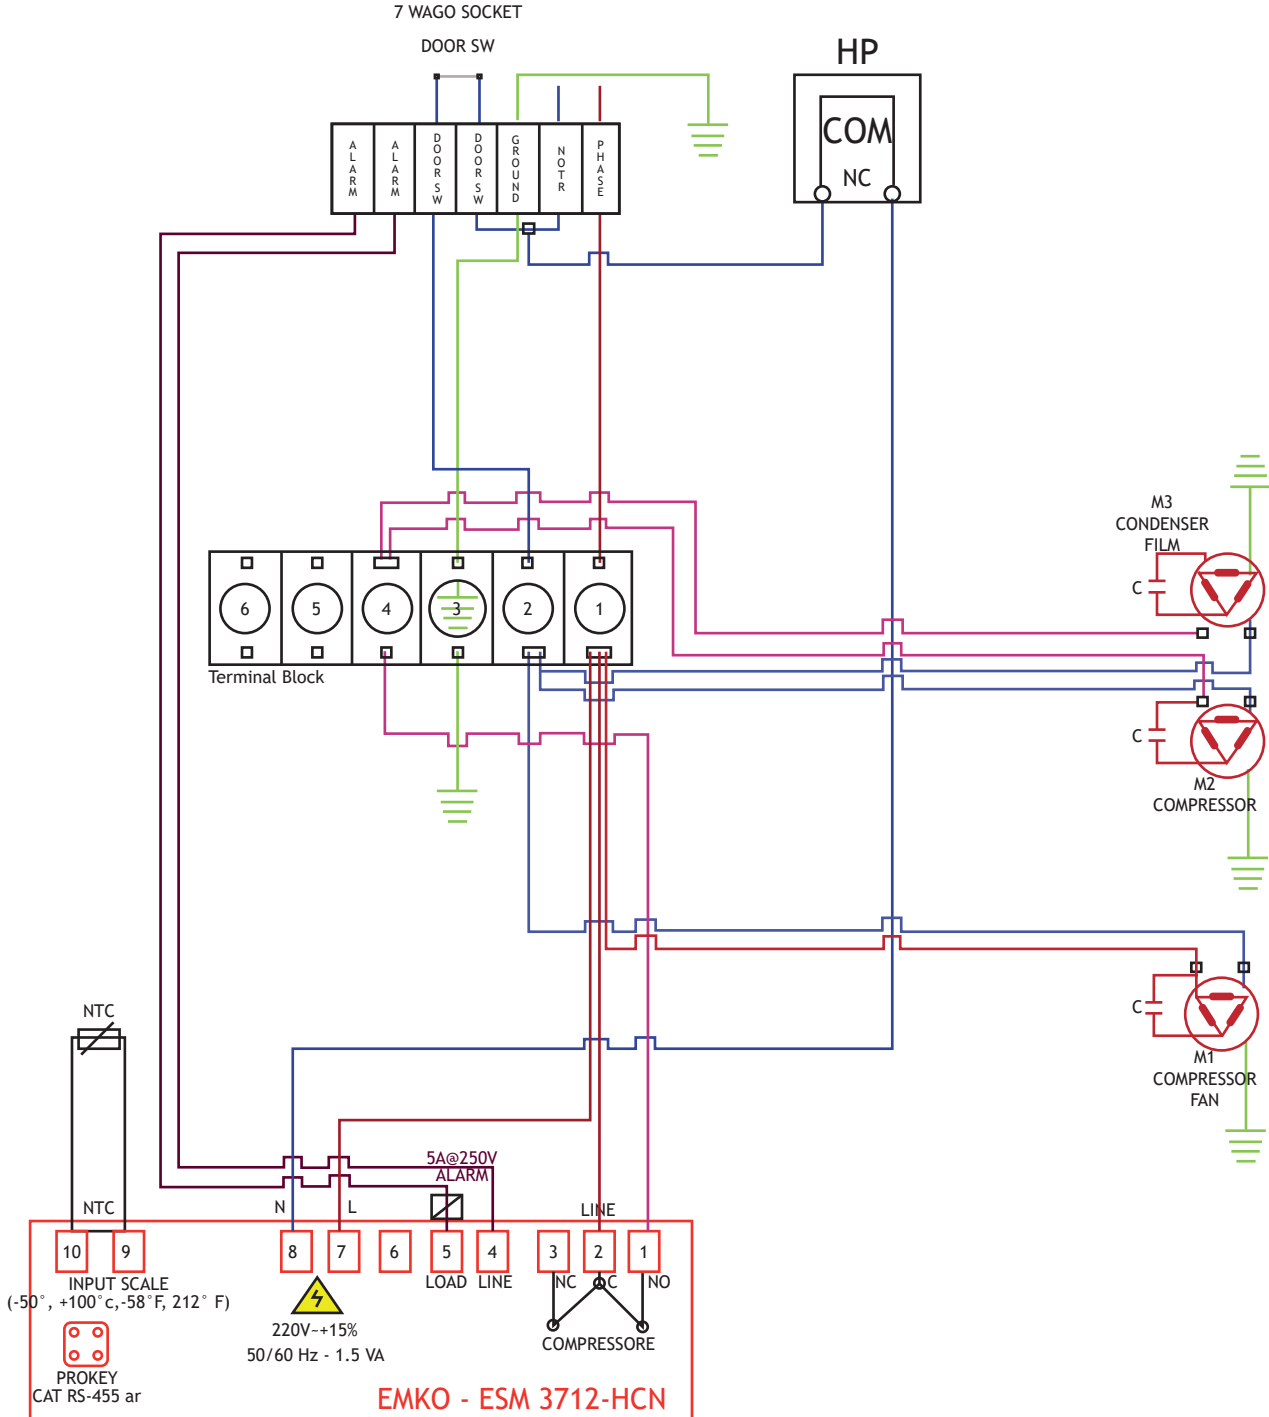 7 WAGO SOCKET
DOOR SW
HP
ALARM
ALARM
DOOR SW
DOOR SW
GROUND
NOTR
PHASE
COM
NC
M3
CONDENSER
FILM
C
6
5
4
3
2
1
Terminal Block
C
M2
COMPRESSOR
C
M1
COMPRESSOR
FAN
NTC
5A@250V
ALARM
NTC
N
L
LINE
10
9
8
7
6
5
4
3
2
1
INPUT SCALE
(-50°, +100°c,-58°F, 212° F)
LOAD
LINE
NC
C
NO
220V~+15%
50/60 Hz - 1.5 VA
COMPRESSORE
PROKEY
CAT RS-455 ar
EMKO - ESM 3712-HCN